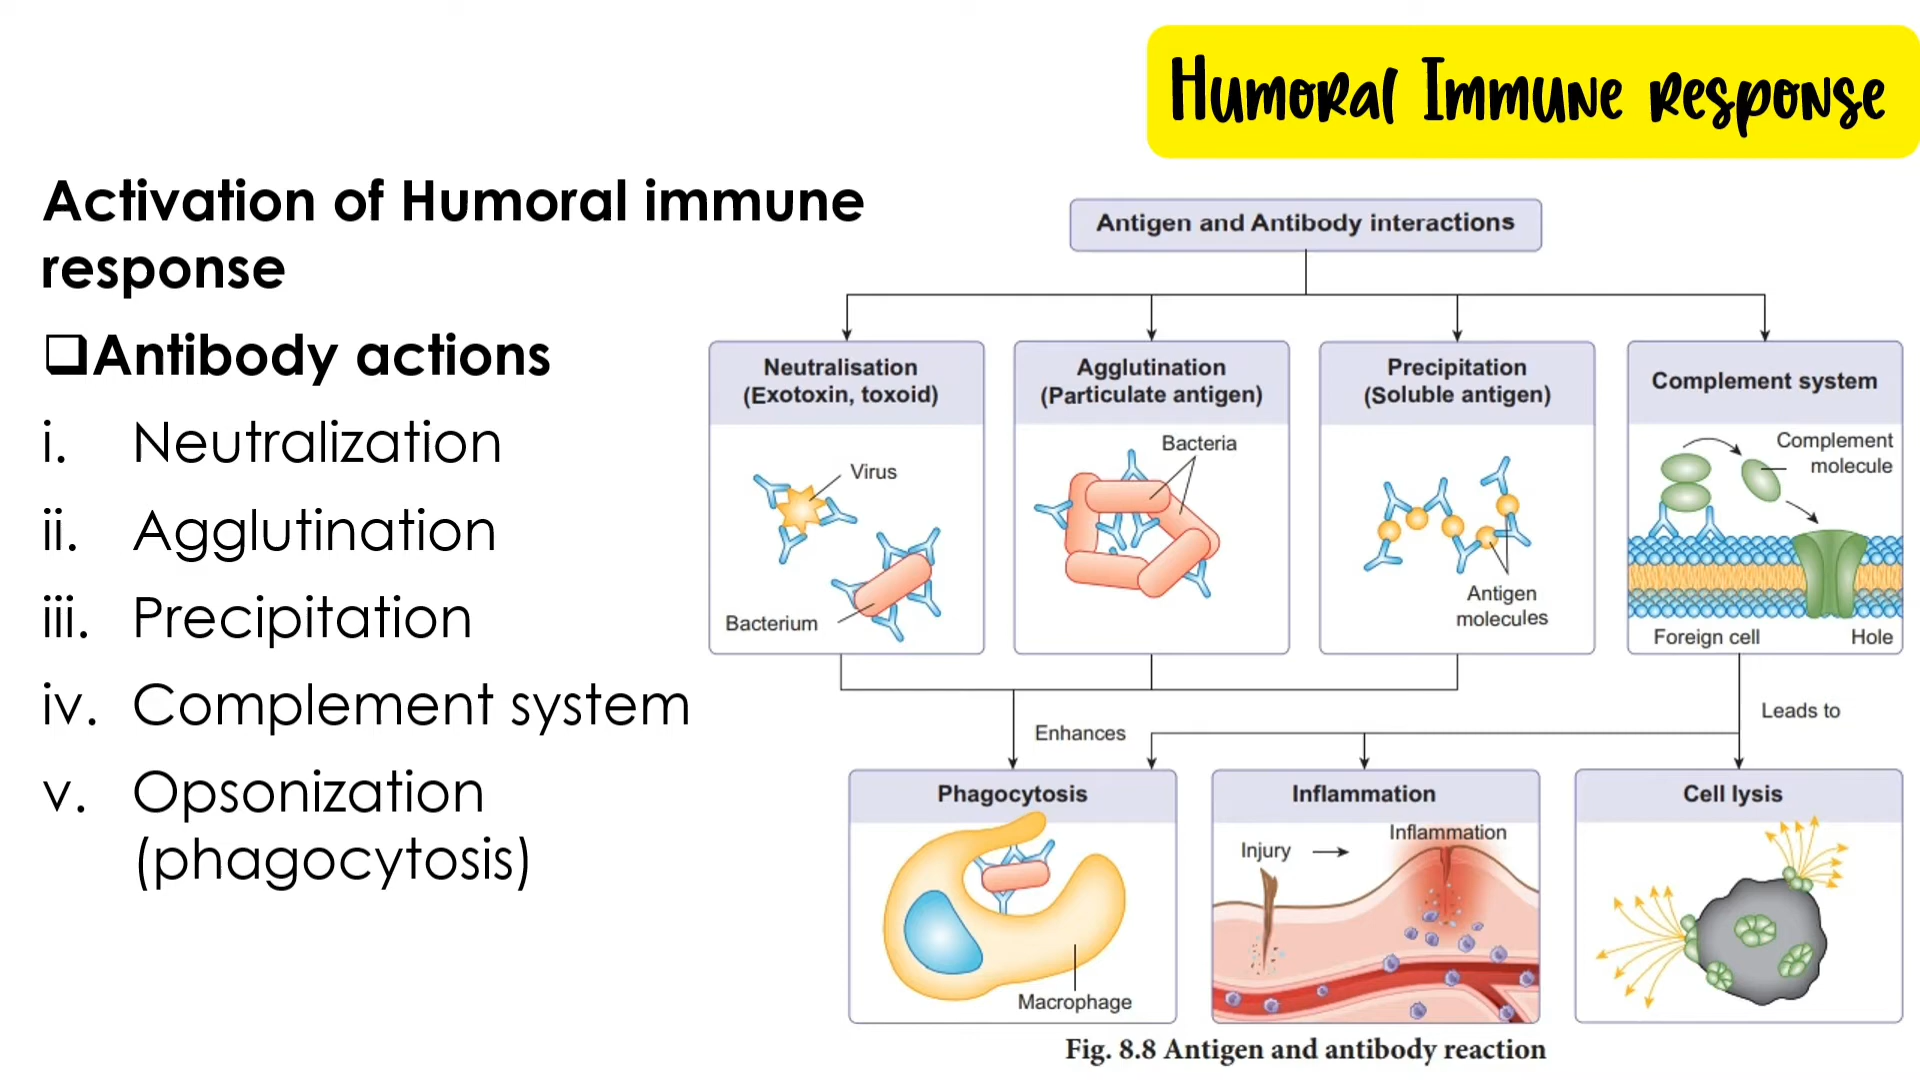 Humoral Immune response
Activation of Humoral immune
response
❑Antibody actions
i. Neutralization
ii. Agglutination
iii. Precipitation
iv. Complement system
v. Opsonization
(phagocytosis)
Antigen and Antibody interactions
Neutralisation
(Exotoxin, toxoid)
Virus
Bacterium
Agglutination
(Particulate antigen)
Bacteria
Precipitation
(Soluble antigen)
Antigen
molecules
Complement system
Complement
molecule
Foreign cell
Hole
Enhances
Leads to
Phagocytosis
Macrophage
Inflammation
Inflammation
Injury
Cell lysis
Fig. 8.8 Antigen and antibody reaction